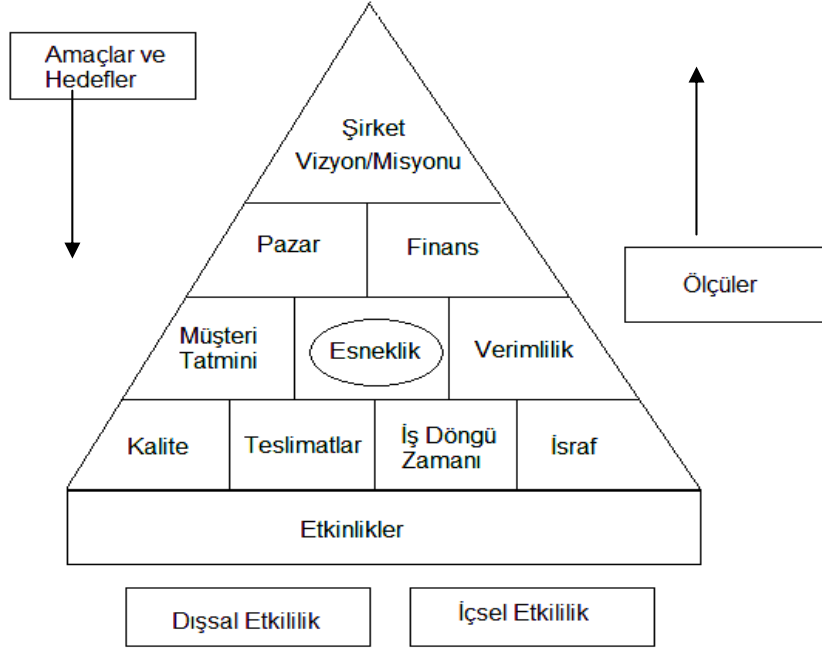 Amaçlar ve
Hedefler
Şirket
Vizyon/Misyonu
Pazar
Finans
Ölçüler
Müşteri
Tatmini
Esneklik
Verimlilik
Kalite
Teslimatlar
İş Döngü
Zamanı
İsraf
Etkinlikler
Dışsal Etkililik
İçsel Etkililik